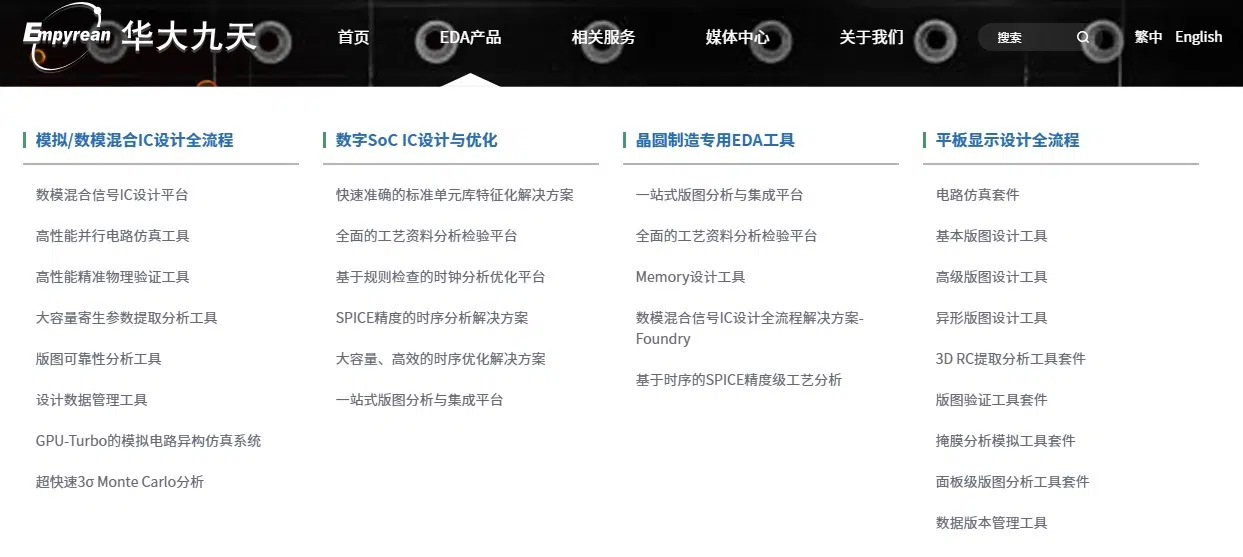 Empyrean 华大九天
首页
EDA产品
相关服务
媒体中心
关于我们
搜索
繁中
English
模拟/数模混合IC设计全流程
数模混合信号IC设计平台
高性能并行电路仿真工具
高性能精准物理验证工具
大容量寄生参数提取分析工具
版图可靠性分析工具
设计数据管理工具
GPU-Turbo的模拟电路异构仿真系统
超快速3σ Monte Carlo分析
数字SoC IC设计与优化
快速准确的标准单元库特征化解决方案
全面的工艺资料分析检验平台
基于规则检查的时钟分析优化平台
SPICE精度的时序分析解决方案
大容量、高效的时序优化解决方案
一站式版图分析与集成平台
晶圆制造专用EDA工具
一站式版图分析与集成平台
全面的工艺资料分析检验平台
Memory设计工具
数模混合信号IC设计全流程解决方案-
Foundry
基于时序的SPICE精度级工艺分析
平板显示设计全流程
电路仿真套件
基本版图设计工具
高级版图设计工具
异形版图设计工具
3D RC提取分析工具套件
版图验证工具套件
掩膜分析模拟工具套件
面板级版图分析工具套件
数据版本管理工具